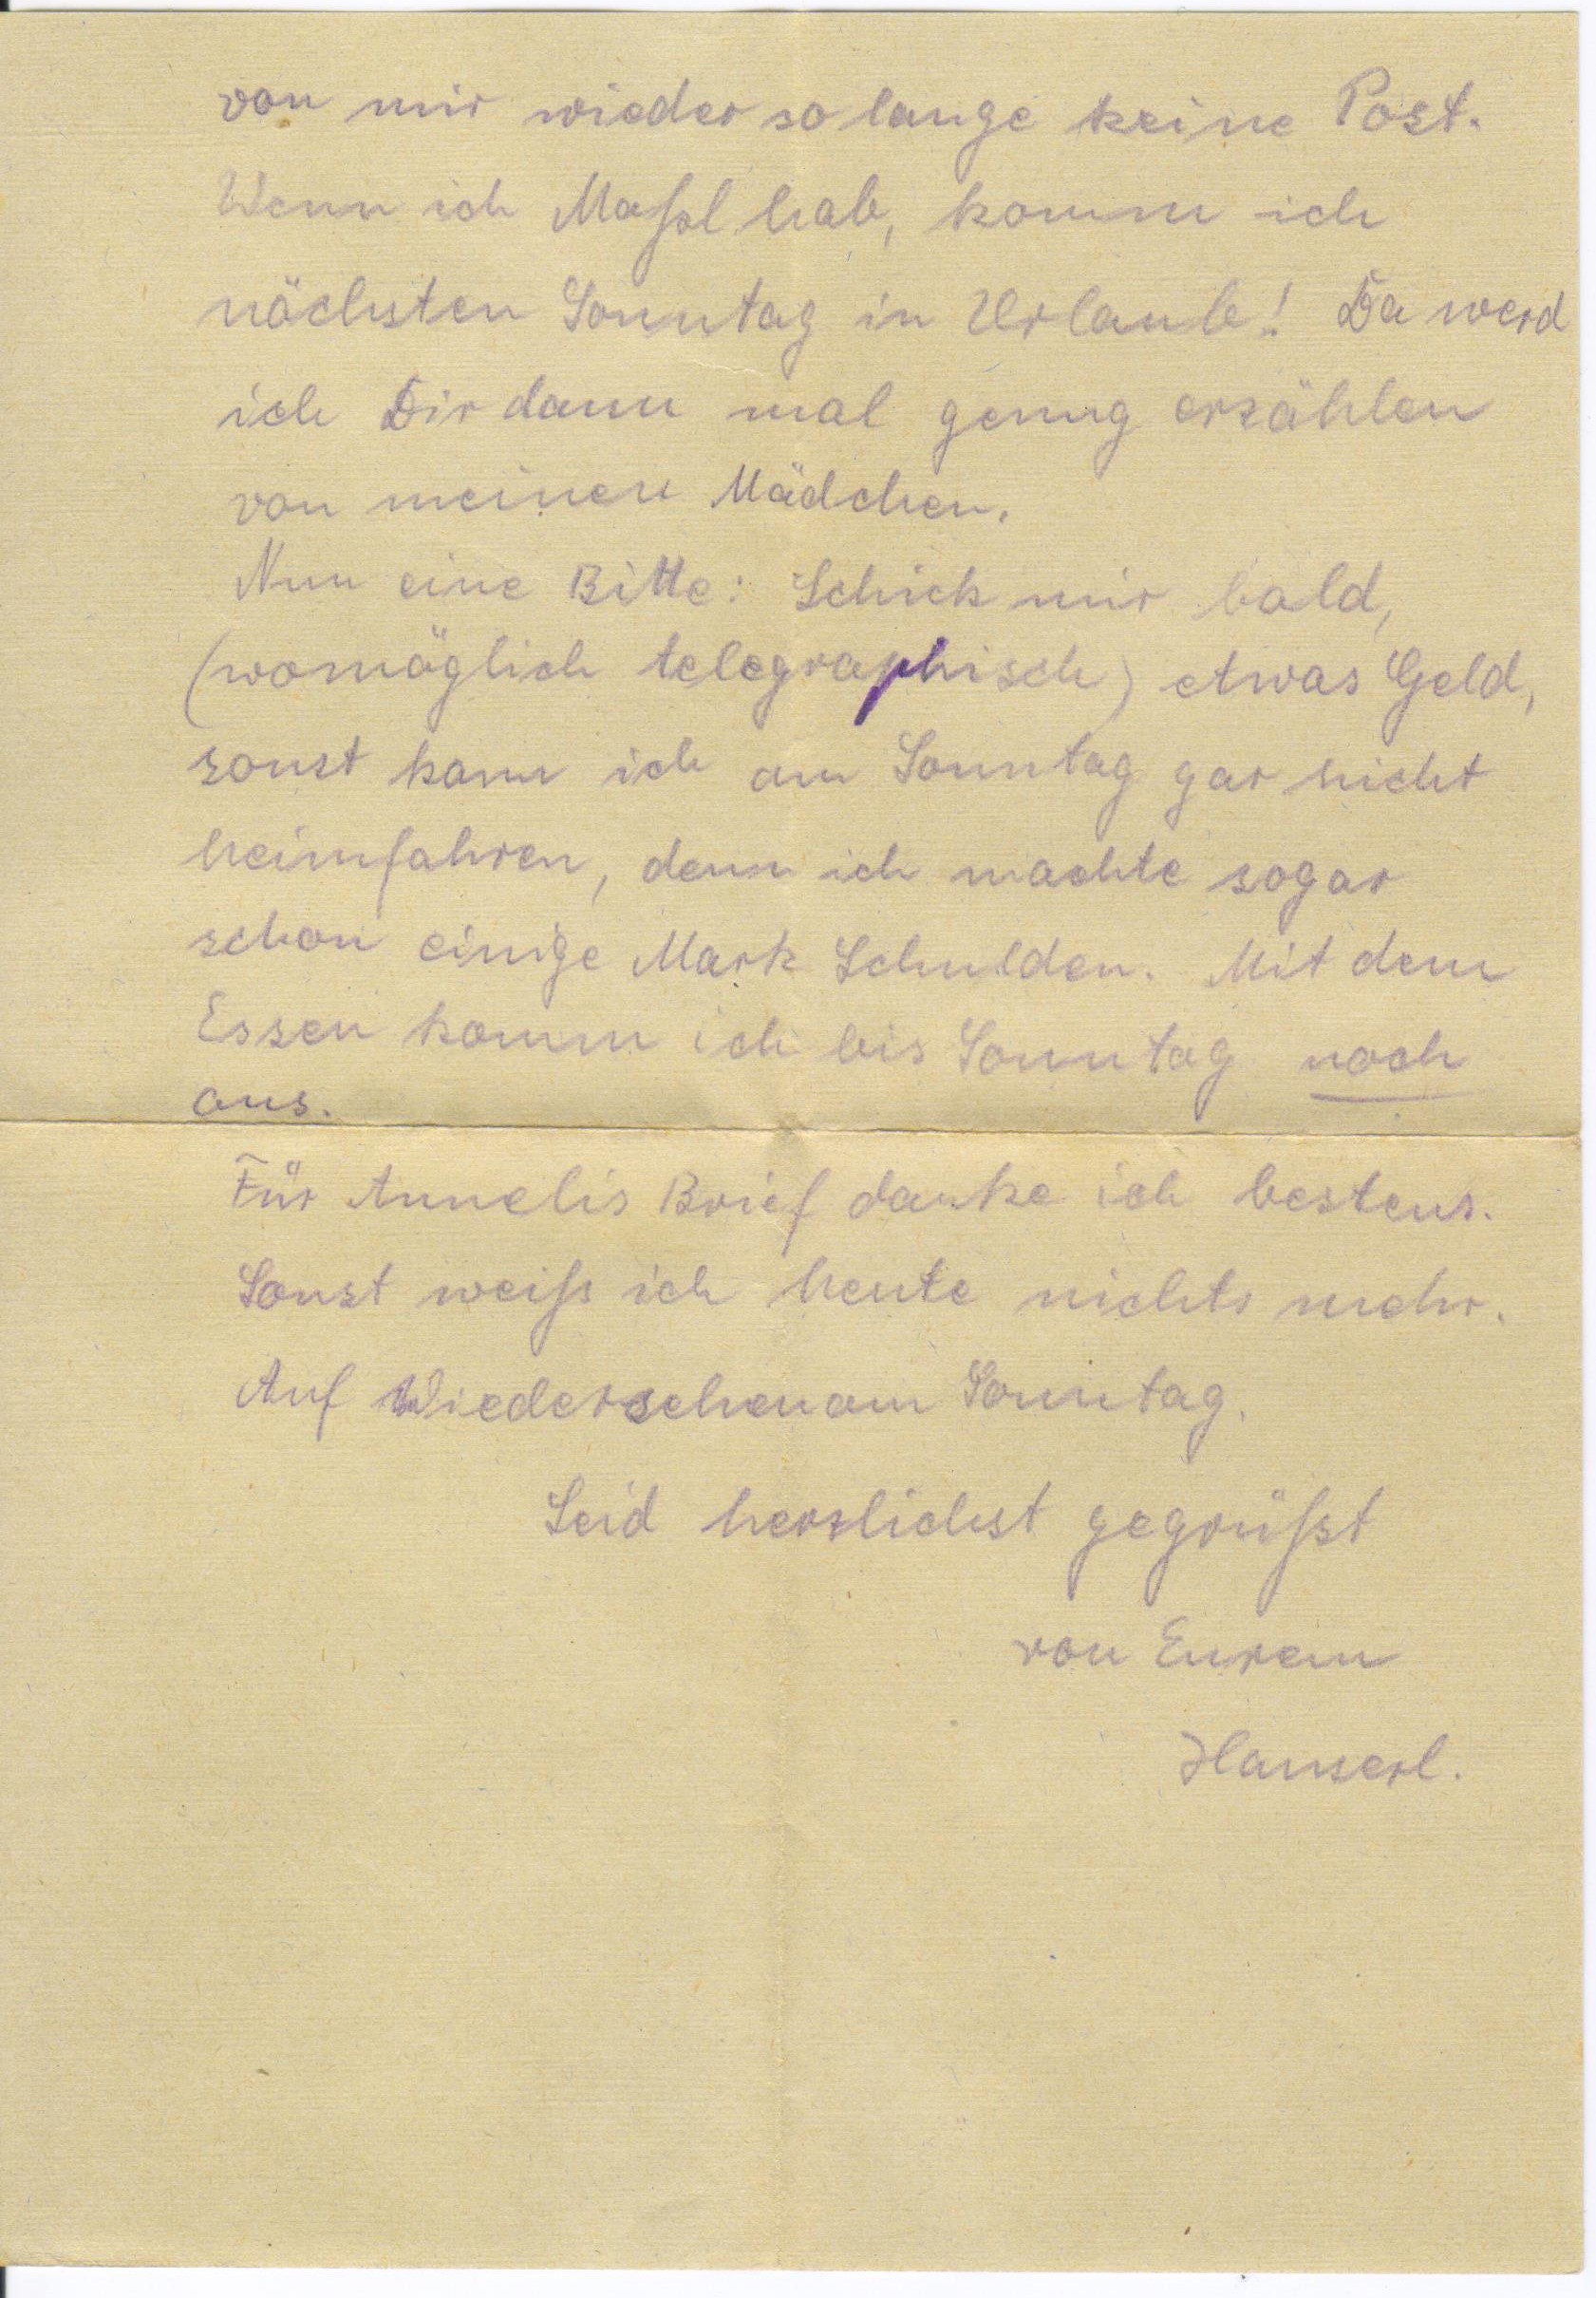 von mir wieder so lange keine Post.
Wenn ich Maßl hab, komm ich
nächsten Sonntag in Urlaub! Da werd
ich Dir dann mal genug erzählen
von meinen Mädchen.
Nun eine Bitte: Schick mir bald,
(womöglich telegraphisch) etwas Geld,
sonst kann ich am Sonntag gar nicht
heimfahren, denn ich machte sogar
schon einige Mark Schulden. Mit dem
Essen komm ich bis Sonntag noch
aus.
Für Annelis Brief danke ich bestens.
Sonst weiß ich heute nichts mehr.
Auf Wiedersehen am Sonntag.
Seid herzlichst gegrüßt
von Eurem
Hanserl.